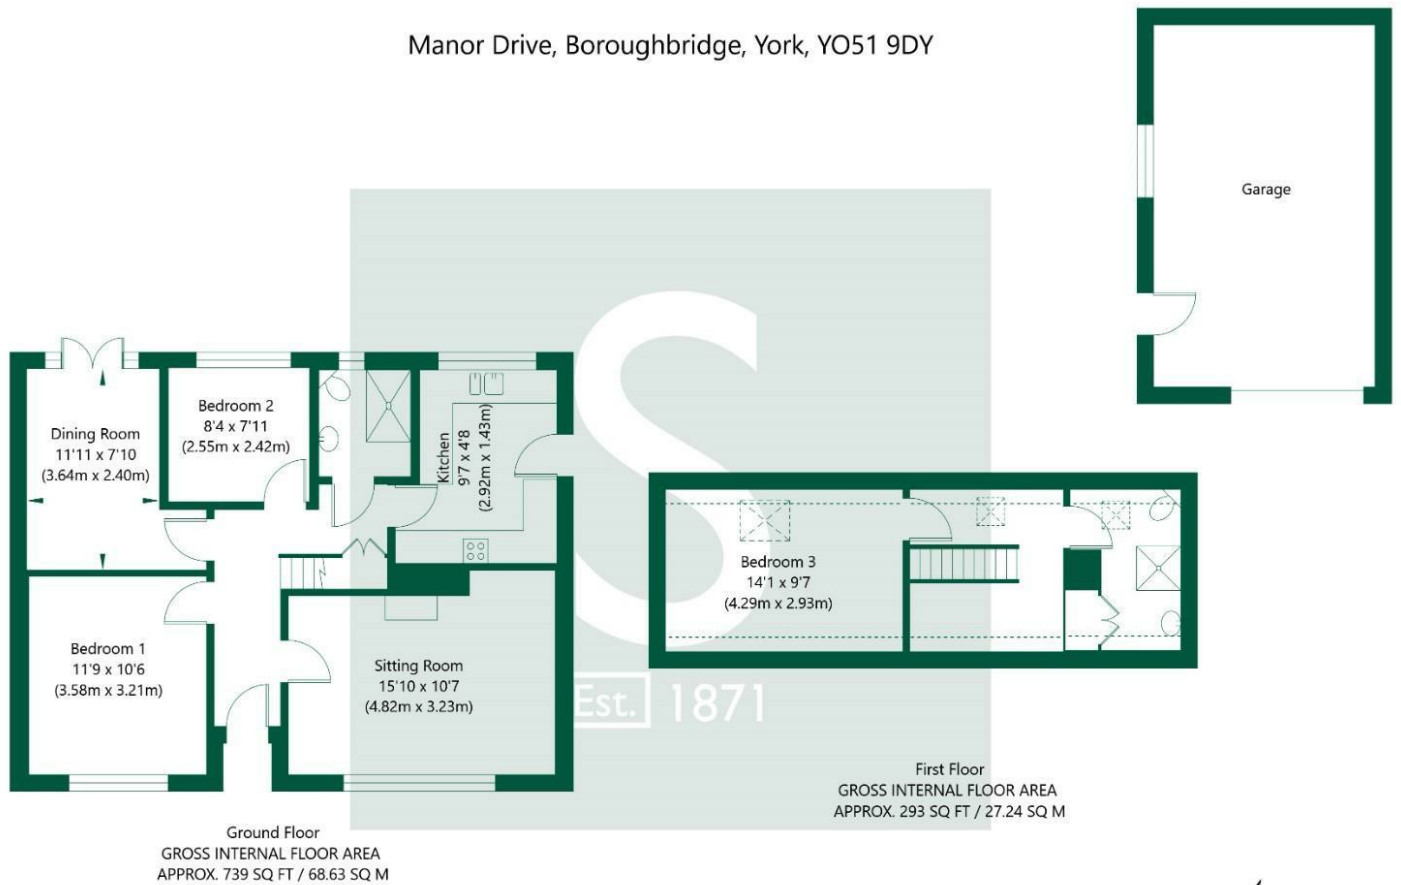 Manor Drive, Boroughbridge, York, YO51 9DY
Garage
Dining Room
11'11 x 7'10
(3.64m x 2.40m)
Bedroom 2
8'4 x 7'11
(2.55m x 2.42m)
Kitchen
9'7 x 4'8
(2.92m x 1.43m)
Bedroom 1
11'9 x 10'6
(3.58m x 3.21m)
Sitting Room
15'10 x 10'7
(4.82m x 3.23m)
Bedroom 3
14'1 x 9'7
(4.29m x 2.93m)
S
Est. 1871
First Floor
GROSS INTERNAL FLOOR AREA
APPROX. 293 SQ FT / 27.24 SQ M
Ground Floor
GROSS INTERNAL FLOOR AREA
APPROX. 739 SQ FT / 68.63 SQ M